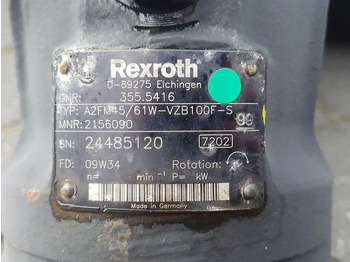 Rexroth
D-89275 Elchingen
GNR: 355.5416
TYP: A2FM45/61W-VZB100F-S
MNR: 2156090 98
SN: 24485120 7202
FD: 09W34 Rotation:
n= min⁻¹ P= kW
Made in Germany